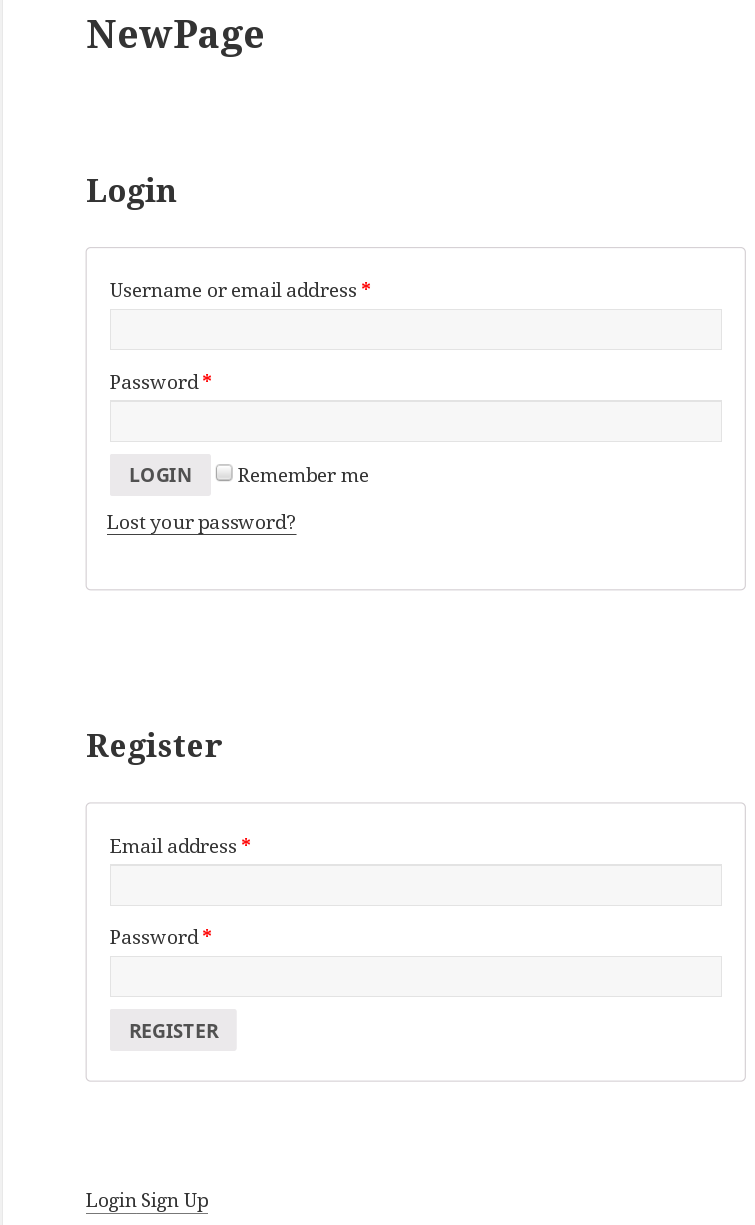 NewPage
Login
Username or email address *
Password *
LOGIN Remember me
Lost your password?
Register
Email address *
Password *
REGISTER
Login Sign Up